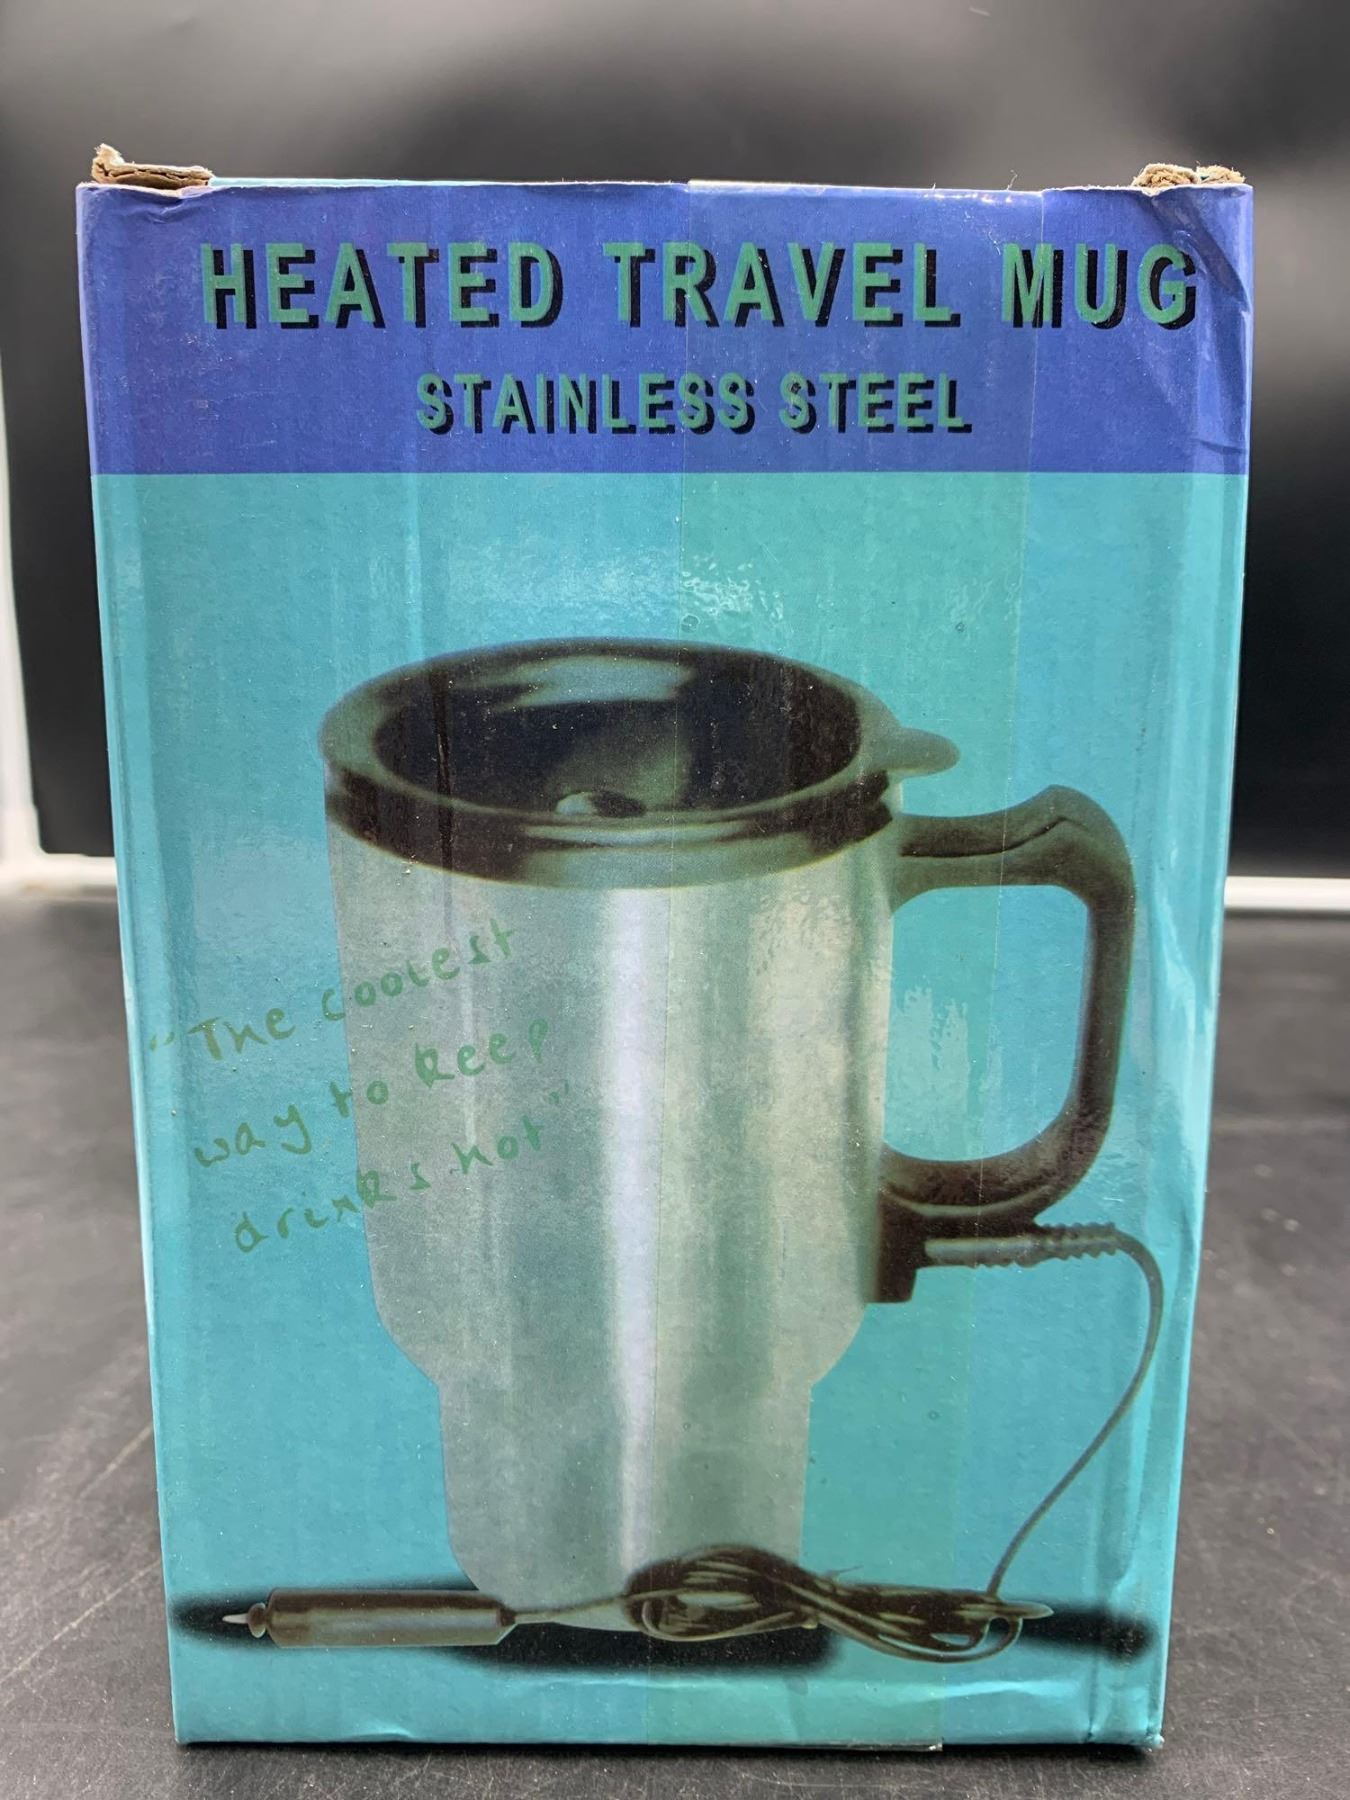 HEATED TRAVEL MUG
STAINLESS STEEL
"The coolest
way to keep
drinks hot"